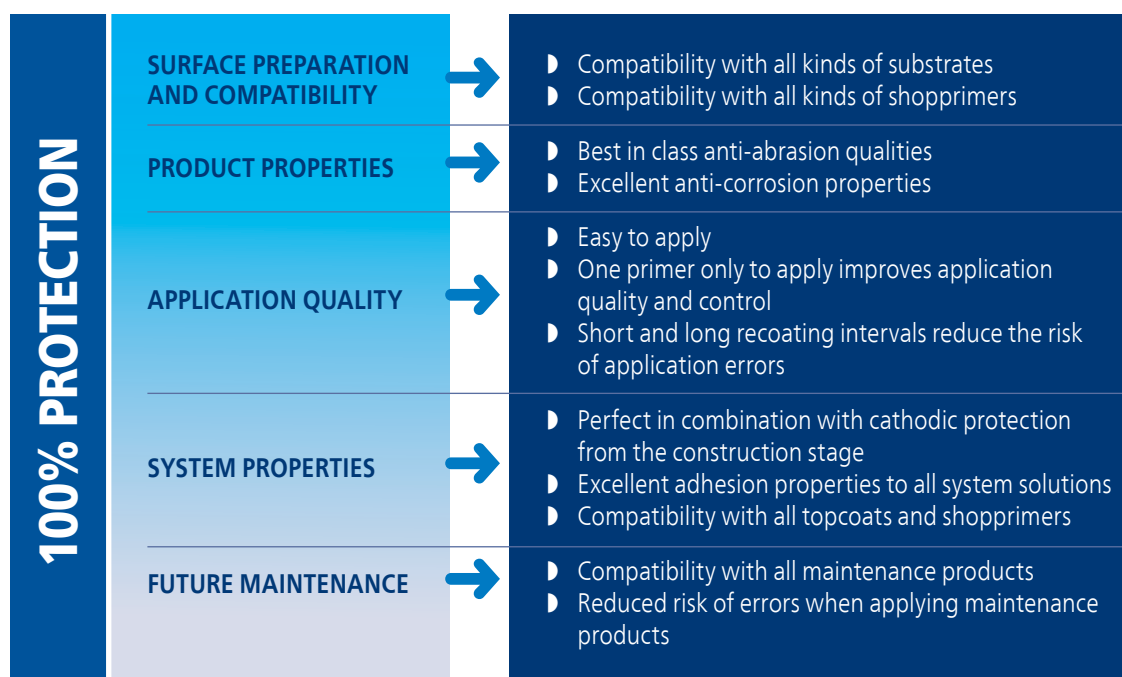 100% PROTECTION
SURFACE PREPARATION
AND COMPATIBILITY
Compatibility with all kinds of substrates
Compatibility with all kinds of shopprimers
PRODUCT PROPERTIES
Best in class anti-abrasion qualities
Excellent anti-corrosion properties
APPLICATION QUALITY
Easy to apply
One primer only to apply improves application
quality and control
Short and long recoating intervals reduce the risk
of application errors
SYSTEM PROPERTIES
Perfect in combination with cathodic protection
from the construction stage
Excellent adhesion properties to all system solutions
Compatibility with all topcoats and shopprimers
FUTURE MAINTENANCE
Compatibility with all maintenance products
Reduced risk of errors when applying maintenance
products